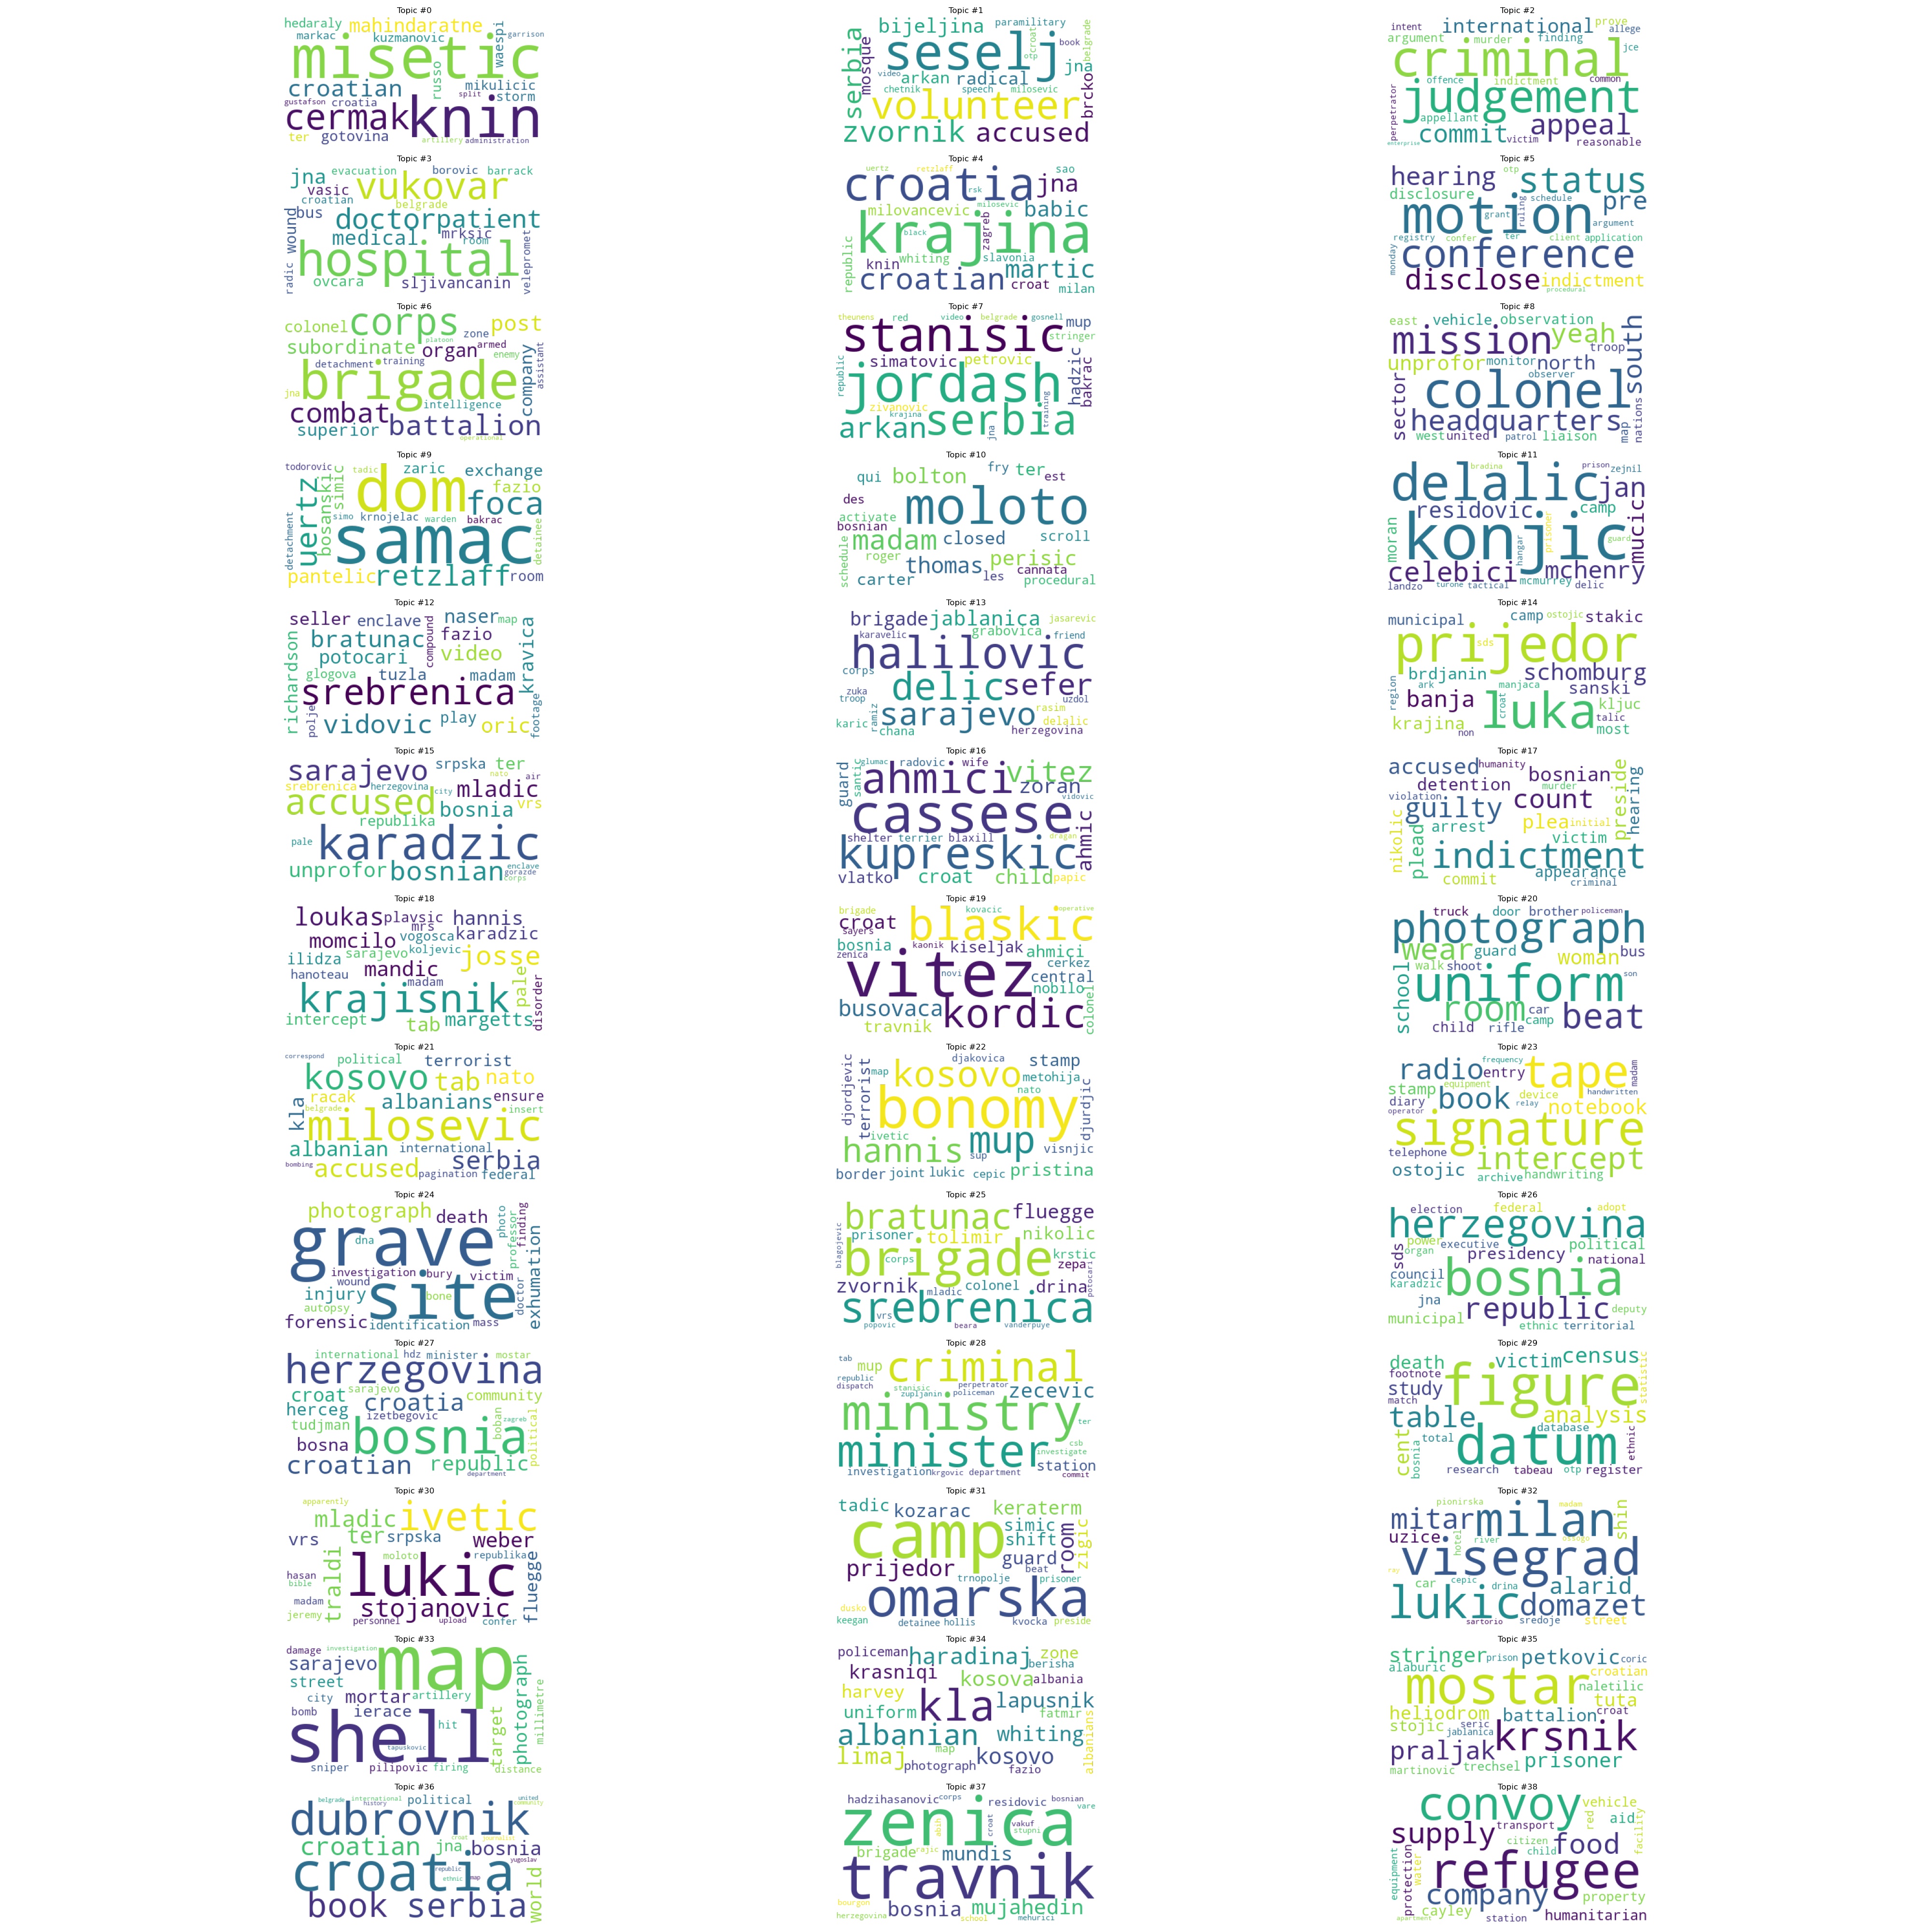 Topic #0
hedaraly mahindaratne waespi
markac kuzmanovic garrison
misetic
croatian russo mikulicic
gustafson croatia split storm
cermak knin
ter gotovina artillery administration
Topic #1
bijeljina paramilitary
serbia mosque seselj croat book belgrade
video otp jna
arkan radical brcko
chetnik speech milosevic
volunteer
zvornik accused
Topic #2
intent international prove
argument murder finding allege
criminal jce
offence indictment common
perpetrator judgement
appellant appeal
commit victim reasonable
enterprise
Topic #3
jna evacuation borovic barrack
vasic vukovar
croatian belgrade
bus doctor patient
wound medical mrksic
room
radic hospital velepromet
ovcara sljivancanin
Topic #4
uertz retzlaff sao
croatia rsk jna
milovancevic milosevic babic
black zagreb
krajina
republic knin whiting slavonia martic
croatian croat milan
Topic #5
hearing otp status
disclosure schedule pre
motion
grant ruling argument
registry confer ter client application
monday conference
disclose indictment
procedural
Topic #6
colonel corps zone post
platoon armed
subordinate organ enemy
detachment training assistant
brigade company
jna intelligence
combat battalion
superior operational
Topic #7
theunens red video belgrade gosnell mup
stanisic stringer
simatovic petrovic
republic jordash hadzic bakrac
zivanovic training
krajina
arkan serbia
jna
Topic #8
east vehicle observation south
mission yeah
troop
unprofor monitor north
observer
sector colonel nations
headquarters map
west united patrol liaison
Topic #9
todorovic tadic zaric exchange
dom fazio
uertz bosanski simic foca
simo krnojelac warden bakrac
detachment samac detainee
pantelic retzlaff room
Topic #10
qui bolton fry ter est
des moloto
activate
bosnian madam closed scroll
schedule roger thomas perisic
carter les cannata procedural
Topic #11
bradina prison zejnil
delalic jan
residovic camp
moran konjic prisoner guard mucic
hangar
celebici mchenry
landzo turone tactical mcmurrey delic
Topic #12
seller enclave naser map
richardson bratunac compound fazio kravica
potocari video
glogova tuzla madam
srebrenica
polje vidovic play oric footage
Topic #13
brigade jablanica jasarevic
karavelic grabovica friend
halilovic
corps delic sefer
zuka troop uzdol
ramiz sarajevo rasim delalic
karic chana herzegovina
Topic #14
municipal camp ostojic stakic
prijedor
sds
brdjanin schomburg
region ark manjaca sanski
banja croat luka kljuc
krajina talic
non most
Topic #15
sarajevo srpska ter
nato air
srebrenica herzegovina city mladic
accused bosnia vrs
republika
pale karadzic
unprofor bosnian enclave
gorazde
corps
Topic #16
glumac radovic wife vitez
guard santic ahmici zoran
vidovic
cassese ahmic
shelter terrier blaxill dragan
kupreskic
vlatko croat child papic
Topic #17
accused humanity bosnian preside
detention murder hearing
violation guilty count
plea initial
nikolic plead arrest victim
indictment
commit appearance
criminal
Topic #18
loukas plavsic hannis
mrs
momcilo vogosca karadzic
ilidza sarajevo koljevic josse
hanoteau mandic
madam pale disorder
krajisnik
intercept tab margetts
Topic #19
brigade kovacic operative
croat blaskic
sayers
bosnia kaonik kiseljak ahmici
zenica cerkez
vitez novi central
nobilo
busovaca kordic colonel
travnik
Topic #20
truck door brother policeman
photograph
wear guard woman bus
walk shoot
school uniform son
room car beat
camp
child rifle
Topic #21
correspond political terrorist
kosovo tab nato
racak albanians ensure
kla belgrade insert
milosevic
albanian international
accused serbia
bombing pagination federal
Topic #22
djakovica stamp
djordjevic terrorist map kosovo metohija
nato
bonomy djurdjic
ivetic mup
hannis sup visnjic
border joint lukic cepic pristina
Topic #23
frequency tape
radio entry madam
stamp equipment handwritten
diary book device notebook
operator relay
signature
telephone intercept
ostojic archive handwriting
Topic #24
photograph death photo professor finding
grave
dna
investigation bury victim
wound doctor exhumation
injury site
autopsy bone
forensic identification mass
Topic #25
bratunac fluegge
blagojevic prisoner tolimir nikolic
brigade krstic
corps zepa
zvornik colonel drina potocari
mladic
srebrenica
vrs
popovic beara vanderpuye
Topic #26
election federal adopt
herzegovina
sds power executive political
organ presidency national
council bosnia
karadzic
jna republic deputy
municipal ethnic territorial
Topic #27
international hdz minister mostar
herzegovina
croat sarajevo croatia community
herceg izetbegovic
tudjman boban zagreb political
bosna bosnia
croatian republic
department
Topic #28
tab mup criminal
republic
dispatch stanisic perpetrator zecevic
zupljanin policeman
ministry ter
minister csb
investigate
station
investigation krgovic department commit
Topic #29
death victim census
footnote statistic
study figure
match
table analysis
database
cent total datum ethnic
bosnia
research tabeau otp register
Topic #30
apparently ivetic
mladic
vrs ter srpska weber
moloto republika
hasan traldi lukic fluegge
bible
madam stojanovic
jeremy personnel upload confer
Topic #31
tadic kozarac keraterm
simic
camp shift room zigic
guard
prijedor beat
trnopolje prisoner
omarska
dusko
keegan detainee hollis kvocka preside
Topic #32
pionirska madam
mitar milan shin
uzice hotel river
visegrad
ray car cepic drina alarid
lukic domazet
sartorio sredoje street
Topic #33
damage investigation map
sarajevo
street
city mortar artillery photograph
bomb ierace millimetre
shell hit target
tapuskovic
sniper pilipovic firing distance
Topic #34
policeman haradinaj zone
berisha
krasniqi kosova albania
harvey kla lapusnik
uniform fatmir
albanian whiting albanians
limaj map kosovo
photograph fazio
Topic #35
stringer prison petkovic coric
alaburic croatian
mostar naletilic
tuta
heliodrom battalion croat
stojic seric
jablanica krsnik
praljak prisoner
martinovic trechsel
Topic #36
belgrade international political united
history community
dubrovnik
croatian jna croat journalist bosnia
yugoslav
croatia republic
ethnic map world
book serbia
Topic #37
hadzihasanovic corps residovic bosnian
vare
zenica
abih croat vakuf
stupni
brigade rajic mundis
travnik
bourgon bosnia mujahedin
herzegovina school mehurici
Topic #38
convoy vehicle
red aid facility
supply transport
citizen food
child
equipment protection water refugee
company property
cayley
apartment station humanitarian